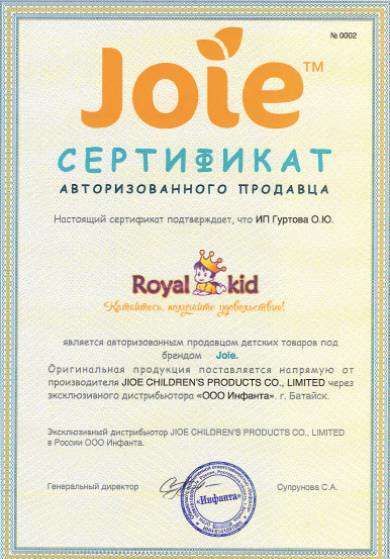 № 0002
Joie™
СЕРТИФИКАТ
АВТОРИЗОВАННОГО ПРОДАВЦА
Настоящий сертификат подтверждает, что ИП Гуртова О.Ю.
Royal kid
Катайтесь, получайте удовольствие!
является авторизованным продавцом детских товаров под
брендом Joie.
Оригинальная продукция поставляется напрямую от
производителя JIOE CHILDREN'S PRODUCTS CO., LIMITED через
эксклюзивного дистрибьютора «ООО Инфанта». г. Батайск.
Эксклюзивный дистрибьютор JIOE CHILDREN'S PRODUCTS CO., LIMITED
в России ООО Инфанта.
Генеральный директор
«Инфанта»
Супрунова С.А.